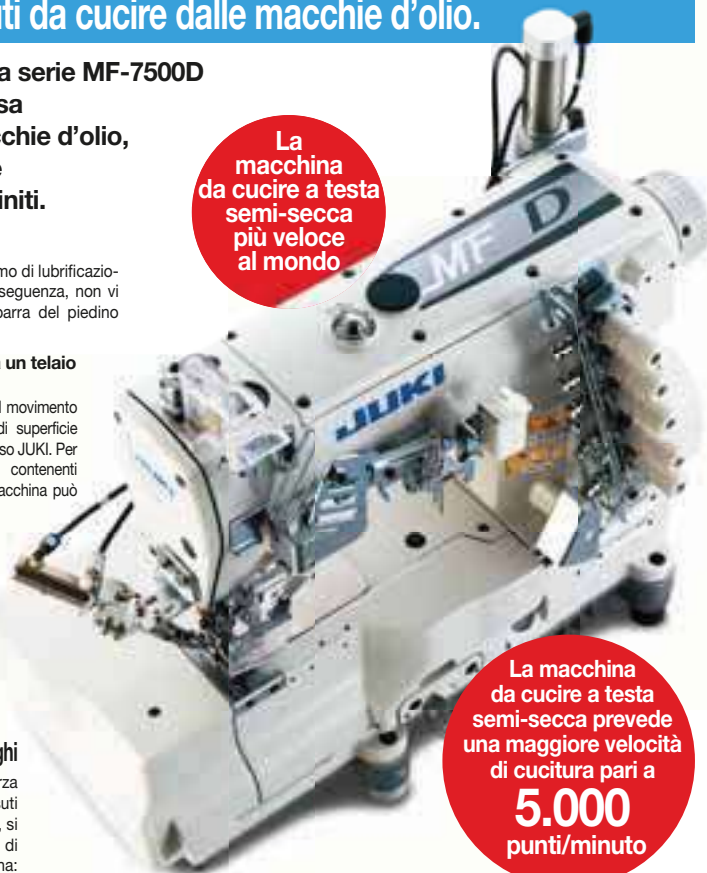 ti da cucire dalle macchie d’olio.
a serie MF-7500D
sa
cchie d’olio,
e
initi.
La
macchina
da cucire a testa
semi-secca
più veloce
al mondo
mo di lubrificazio-
seguenza, non vi
barra del piedino
un telaio
l movimento
di superficie
so JUKI. Per
contenenti
acchina può
MF D
JUKI
ghi
rza
suti
, si
di
na:
La macchina
da cucire a testa
semi-secca prevede
una maggiore velocità
di cucitura pari a
5.000
punti/minuto